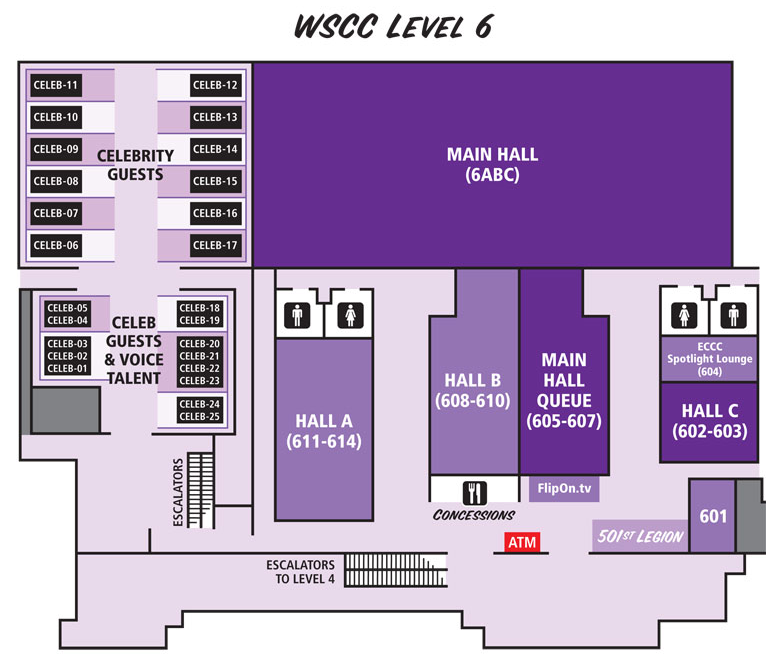 WSCC LEVEL 6
CELEB-11
CELEB-10
CELEB-09
CELEB-08
CELEB-07
CELEB-06
CELEBRITY
GUESTS
CELEB-12
CELEB-13
CELEB-14
CELEB-15
CELEB-16
CELEB-17
MAIN HALL
(6ABC)
CELEB-05
CELEB-04
CELEB-03
CELEB-02
CELEB-01
CELEB
GUESTS
& VOICE
TALENT
CELEB-18
CELEB-19
CELEB-20
CELEB-21
CELEB-22
CELEB-23
CELEB-24
CELEB-25
HALL A
(611-614)
HALL B
(608-610)
MAIN
HALL
QUEUE
(605-607)
ECCC
Spotlight Lounge
(604)
HALL C
(602-603)
ESCALATORS
CONCESSIONS
FlipOn.tv
601
501ST LEGION
ATM
ESCALATORS
TO LEVEL 4